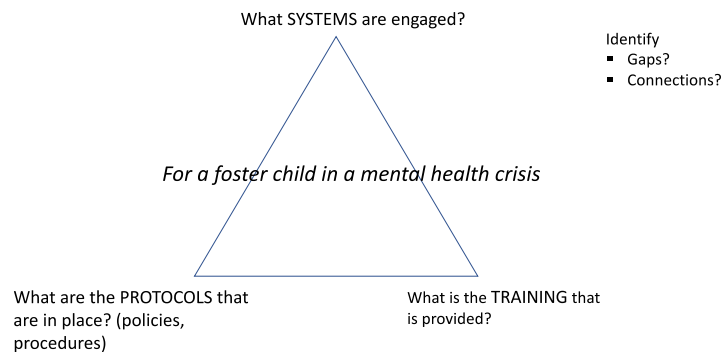 What SYSTEMS are engaged?
Identify
▪ Gaps?
▪ Connections?
For a foster child in a mental health crisis
What are the PROTOCOLS that
are in place? (policies,
procedures)
What is the TRAINING that
is provided?